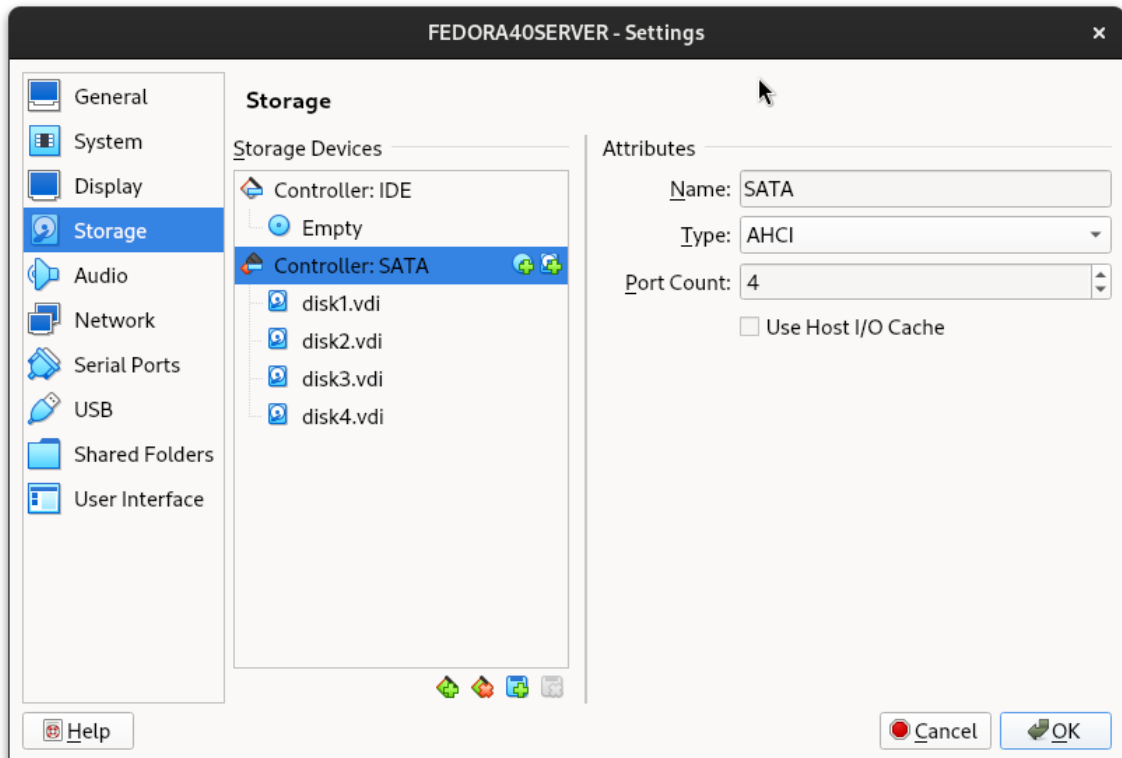 FEDORA40SERVER - Settings
General
System
Display
Storage
Audio
Network
Serial Ports
USB
Shared Folders
User Interface
Storage
Storage Devices
Controller: IDE
Empty
Controller: SATA
disk1.vdi
disk2.vdi
disk3.vdi
disk4.vdi
Attributes
Name: SATA
Type: AHCI
Port Count: 4
Use Host I/O Cache
Help
Cancel
OK